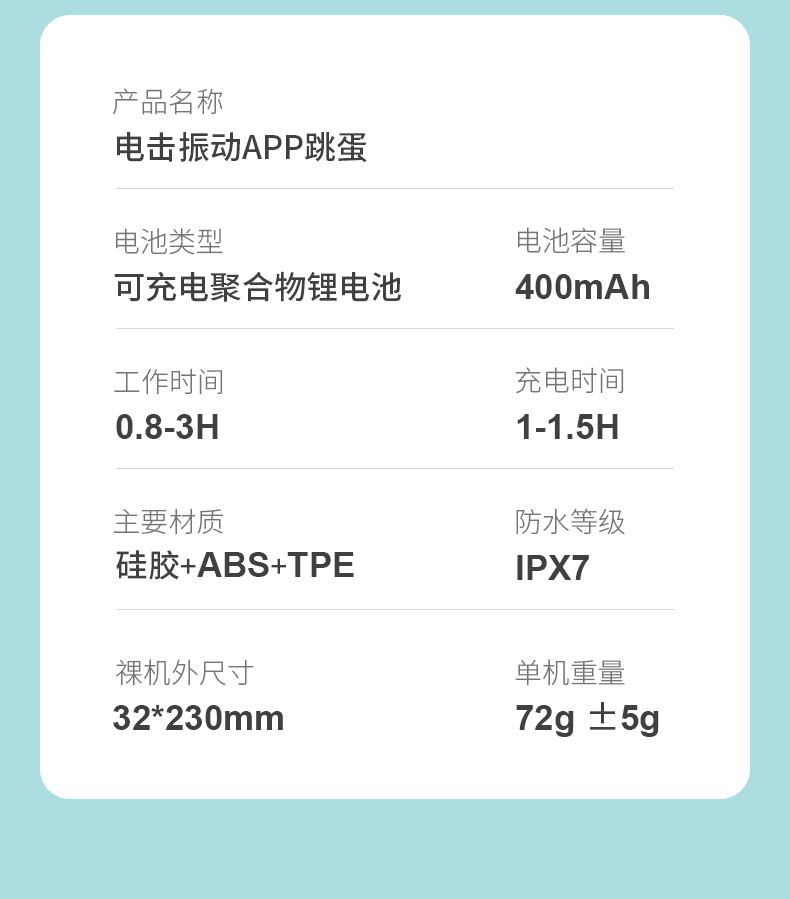 产品名称
电击振动APP跳蛋
电池类型
电池容量
可充电聚合物锂电池
400mAh
工作时间
充电时间
0.8-3H
1-1.5H
主要材质
防水等级
硅胶+ABS+TPE
IPX7
裸机外尺寸
单机重量
32*230mm
72g ±5g